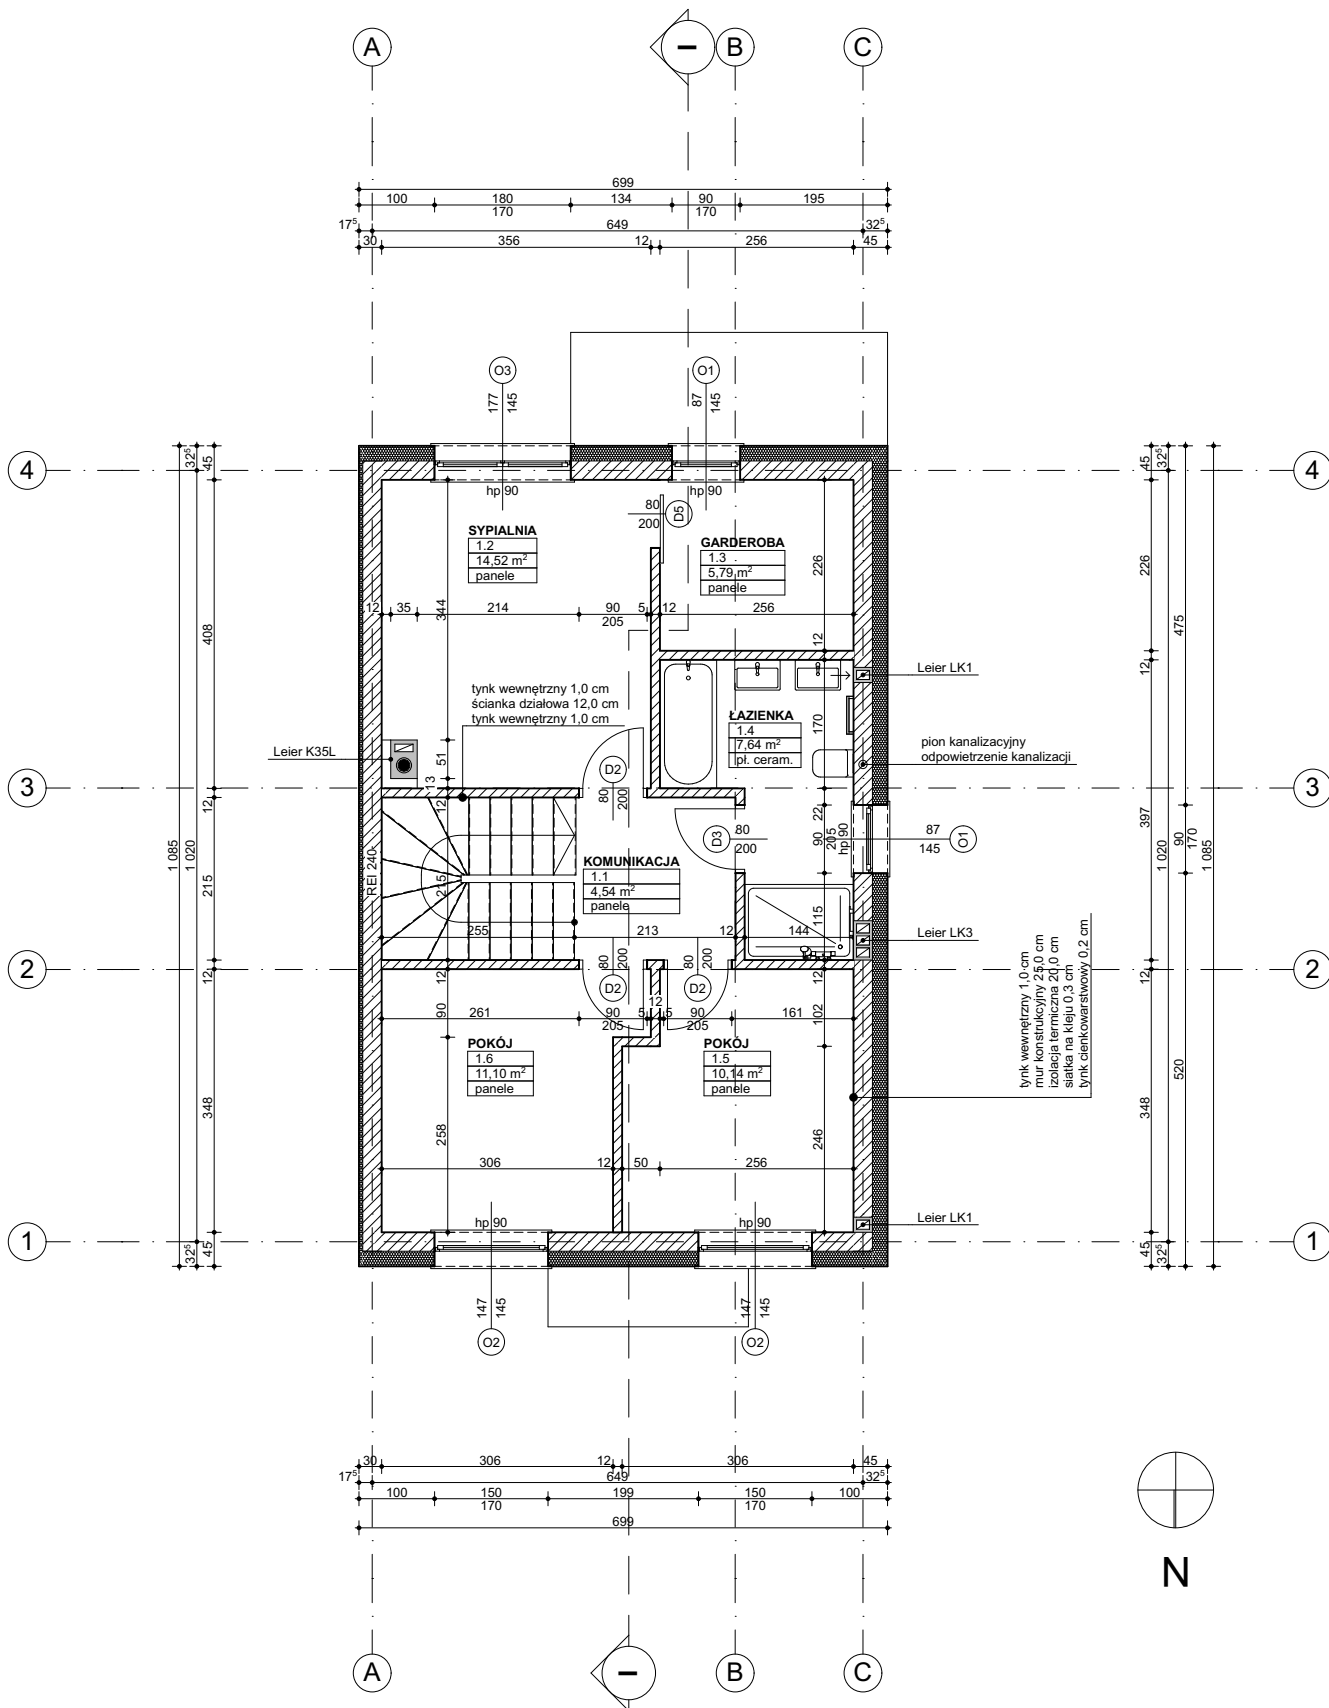 A
B
C
699
100
180
134
90
195
170
170
17⁵
649
32⁵
30
356
12
256
45
O3
O1
177
145
87
145
4
4
1 085
1 020
32⁵
45
408
12
215
12
348
45
32⁵
hp 90
hp 90
SYPIALNIA
1.2
14,52 m²
panele
80
200
D5
GARDEROBA
1.3
5,79 m²
panele
226
344
12
35
214
90
5
12
256
205
12
Leier LK1
tynk wewnętrzny 1,0 cm
ścianka działowa 12,0 cm
tynk wewnętrzny 1,0 cm
ŁAZIENKA
1.4
7,64 m²
pł. ceram.
170
pion kanalizacyjny
odpowietrzenie kanalizacji
Leier K35L
51
13
D2
80
200
3
3
12
22
D3
80
200
90
205
hp 90
87
145
O1
REI 240
215
KOMUNIKACJA
1.1
4,54 m²
panele
115
255
213
12
144
Leier LK3
80
200
80
200
2
2
D2
D2
12
12
12
90
102
261
90
5
5
90
161
205
205
POKÓJ
1.6
11,10 m²
panele
POKÓJ
1.5
10,14 m²
panele
tynk wewnętrzny 1,0 cm
mur konstrukcyjny 25,0 cm
izolacja termiczna 20,0 cm
siatka na kleju 0,3 cm
tynk cienkowarstwowy 0,2 cm
258
246
306
12
50
256
hp 90
hp 90
Leier LK1
1
1
45
32⁵
226
12
397
12
348
45
32⁵
1 020
475
90
170
520
1 085
147
145
147
145
O2
O2
30
306
12
306
45
17⁵
649
32⁵
100
150
199
150
100
170
170
699
N
A
B
C